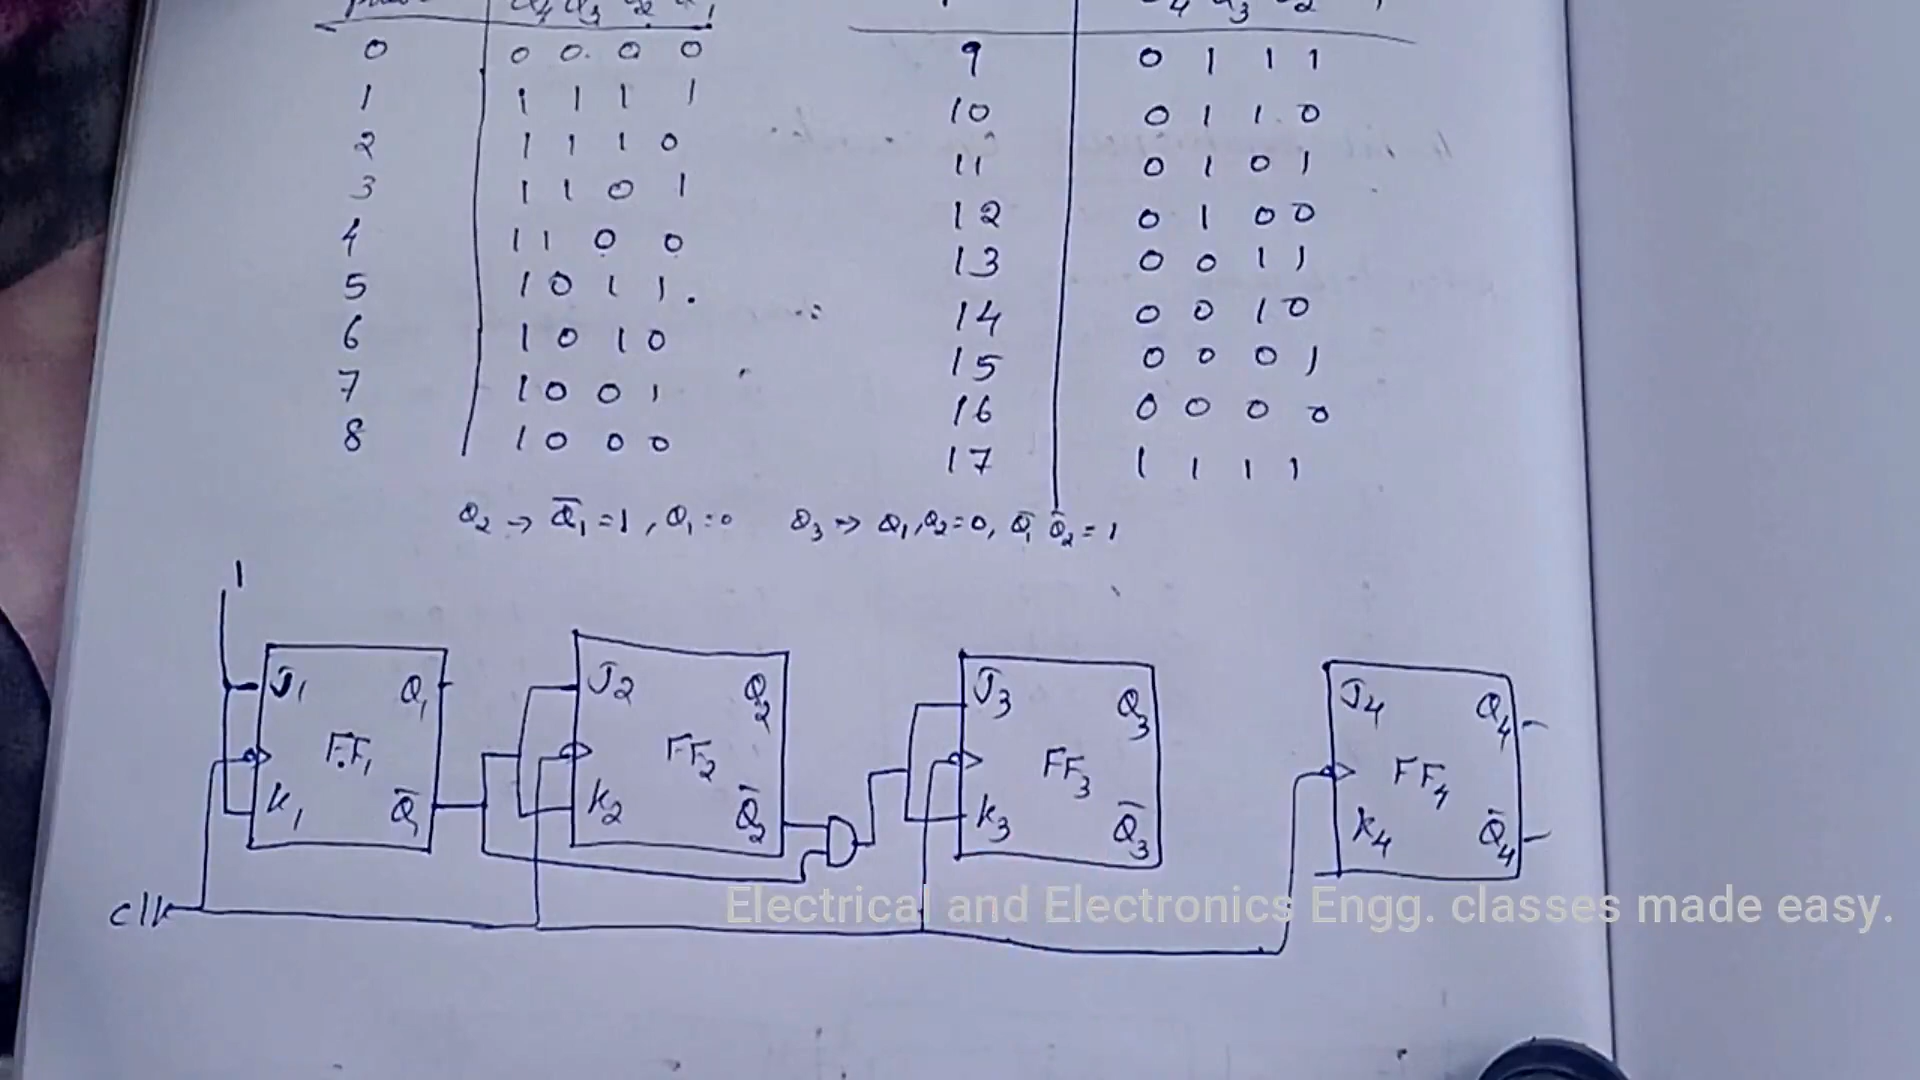 0 0 0 0 0
1 1 1 1 1
2 1 1 1 0
3 1 1 0 1
4 1 1 0 0
5 1 0 1 1
6 1 0 1 0
7 1 0 0 1
8 1 0 0 0
9 0 1 1 1
10 0 1 1 0
11 0 1 0 1
12 0 1 0 0
13 0 0 1 1
14 0 0 1 0
15 0 0 0 1
16 0 0 0 0
17 1 1 1 1
Q₂ → Q̅₁ = 1, Q₁ = 0 Q₃ → Q₁, Q₂ = 0, Q̅₁ Q̅₂ = 1
1
J₁ Q₁
FF₁
K₁ Q̅₁
J₂ Q₂
FF₂
K₂ Q̅₂
J₃ Q₃
FF₃
K₃ Q̅₃
J₄ Q₄
FF₄
K₄ Q̅₄
clk
Electrical and Electronics Engg. classes made easy.